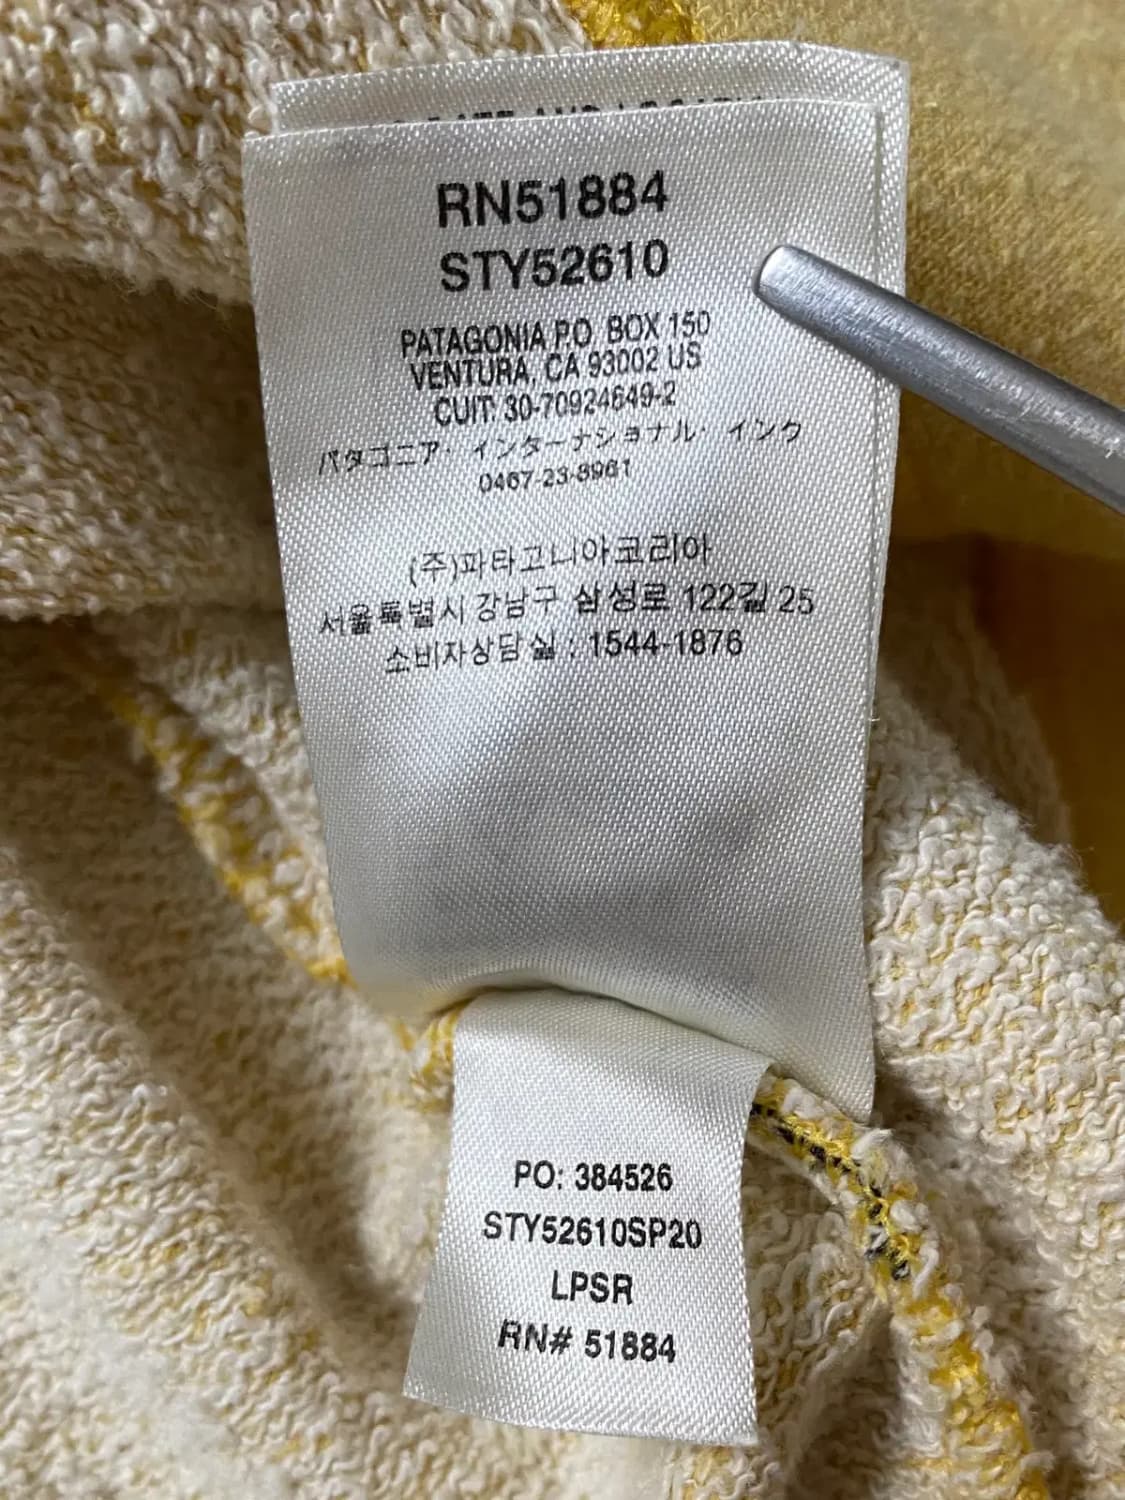 RN51884
STY52610
PATAGONIA P.O. BOX 150
VENTURA, CA 93002 US
CUIT: 30-70924649-2
パタゴニア・インターナショナル・インク
0467-23-8961
(주)파타고니아코리아
서울특별시 강남구 삼성로 122길 25
소비자상담실 : 1544-1876
PO: 384526
STY52610SP20
LPSR
RN# 51884